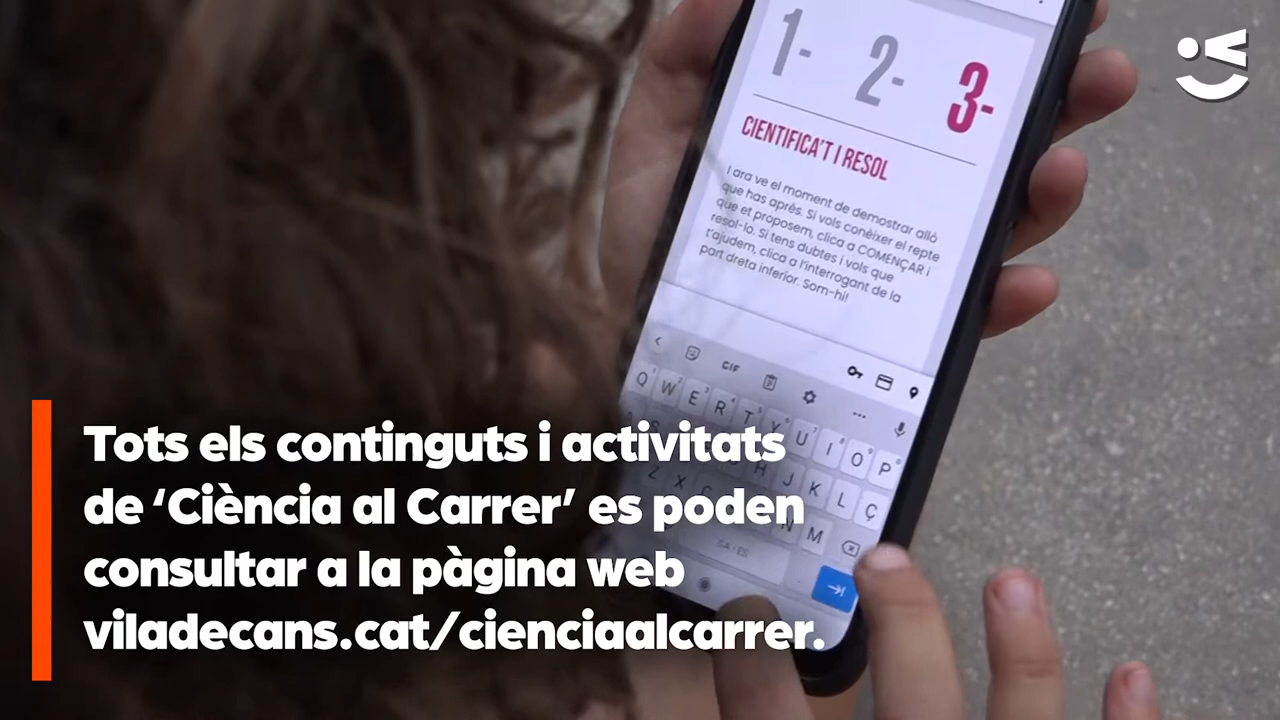 1- 2- 3-
CIENTIFICA'T I RESOL
I ara ve el moment de demostrar allò
que has après. Si vols conèixer el repte
que et proposem, clica a COMENÇAR i
resol-lo. Si tens dubtes i vols que
t'ajudem, clica a l'interrogant de la
part dreta inferior. Som-hi!
GIF
Q W E R T Y U I O P
H J K L Ç
Z X C N M
CA • ES
Tots els continguts i activitats
de ‘Ciència al Carrer’ es poden
consultar a la pàgina web
viladecans.cat/cienciaalcarrer.